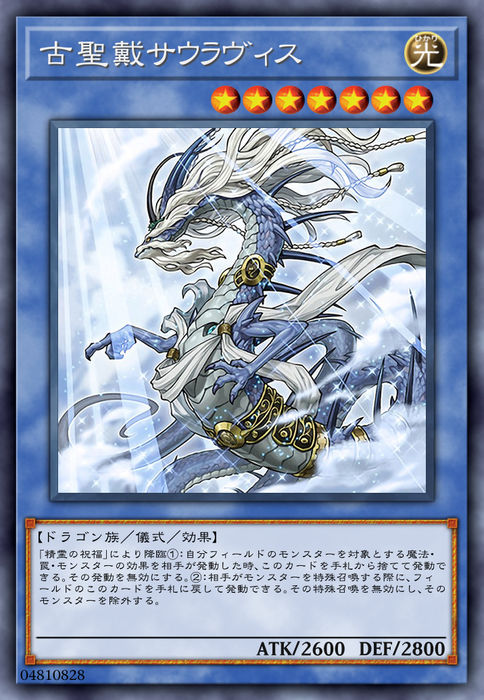 古聖戴サウラヴィス
ひかり
光
【ドラゴン族／儀式／効果】
「精霊の祝福」により降臨①：自分フィールドのモンスターを対象とする魔法・
罠・モンスターの効果を相手が発動した時、このカードを手札から捨てて発動で
きる。その発動を無効にする。②：相手がモンスターを特殊召喚する際に、フィ
ールドのこのカードを手札に戻して発動できる。その特殊召喚を無効にし、その
モンスターを除外する。
ATK/2600 DEF/2800
04810828